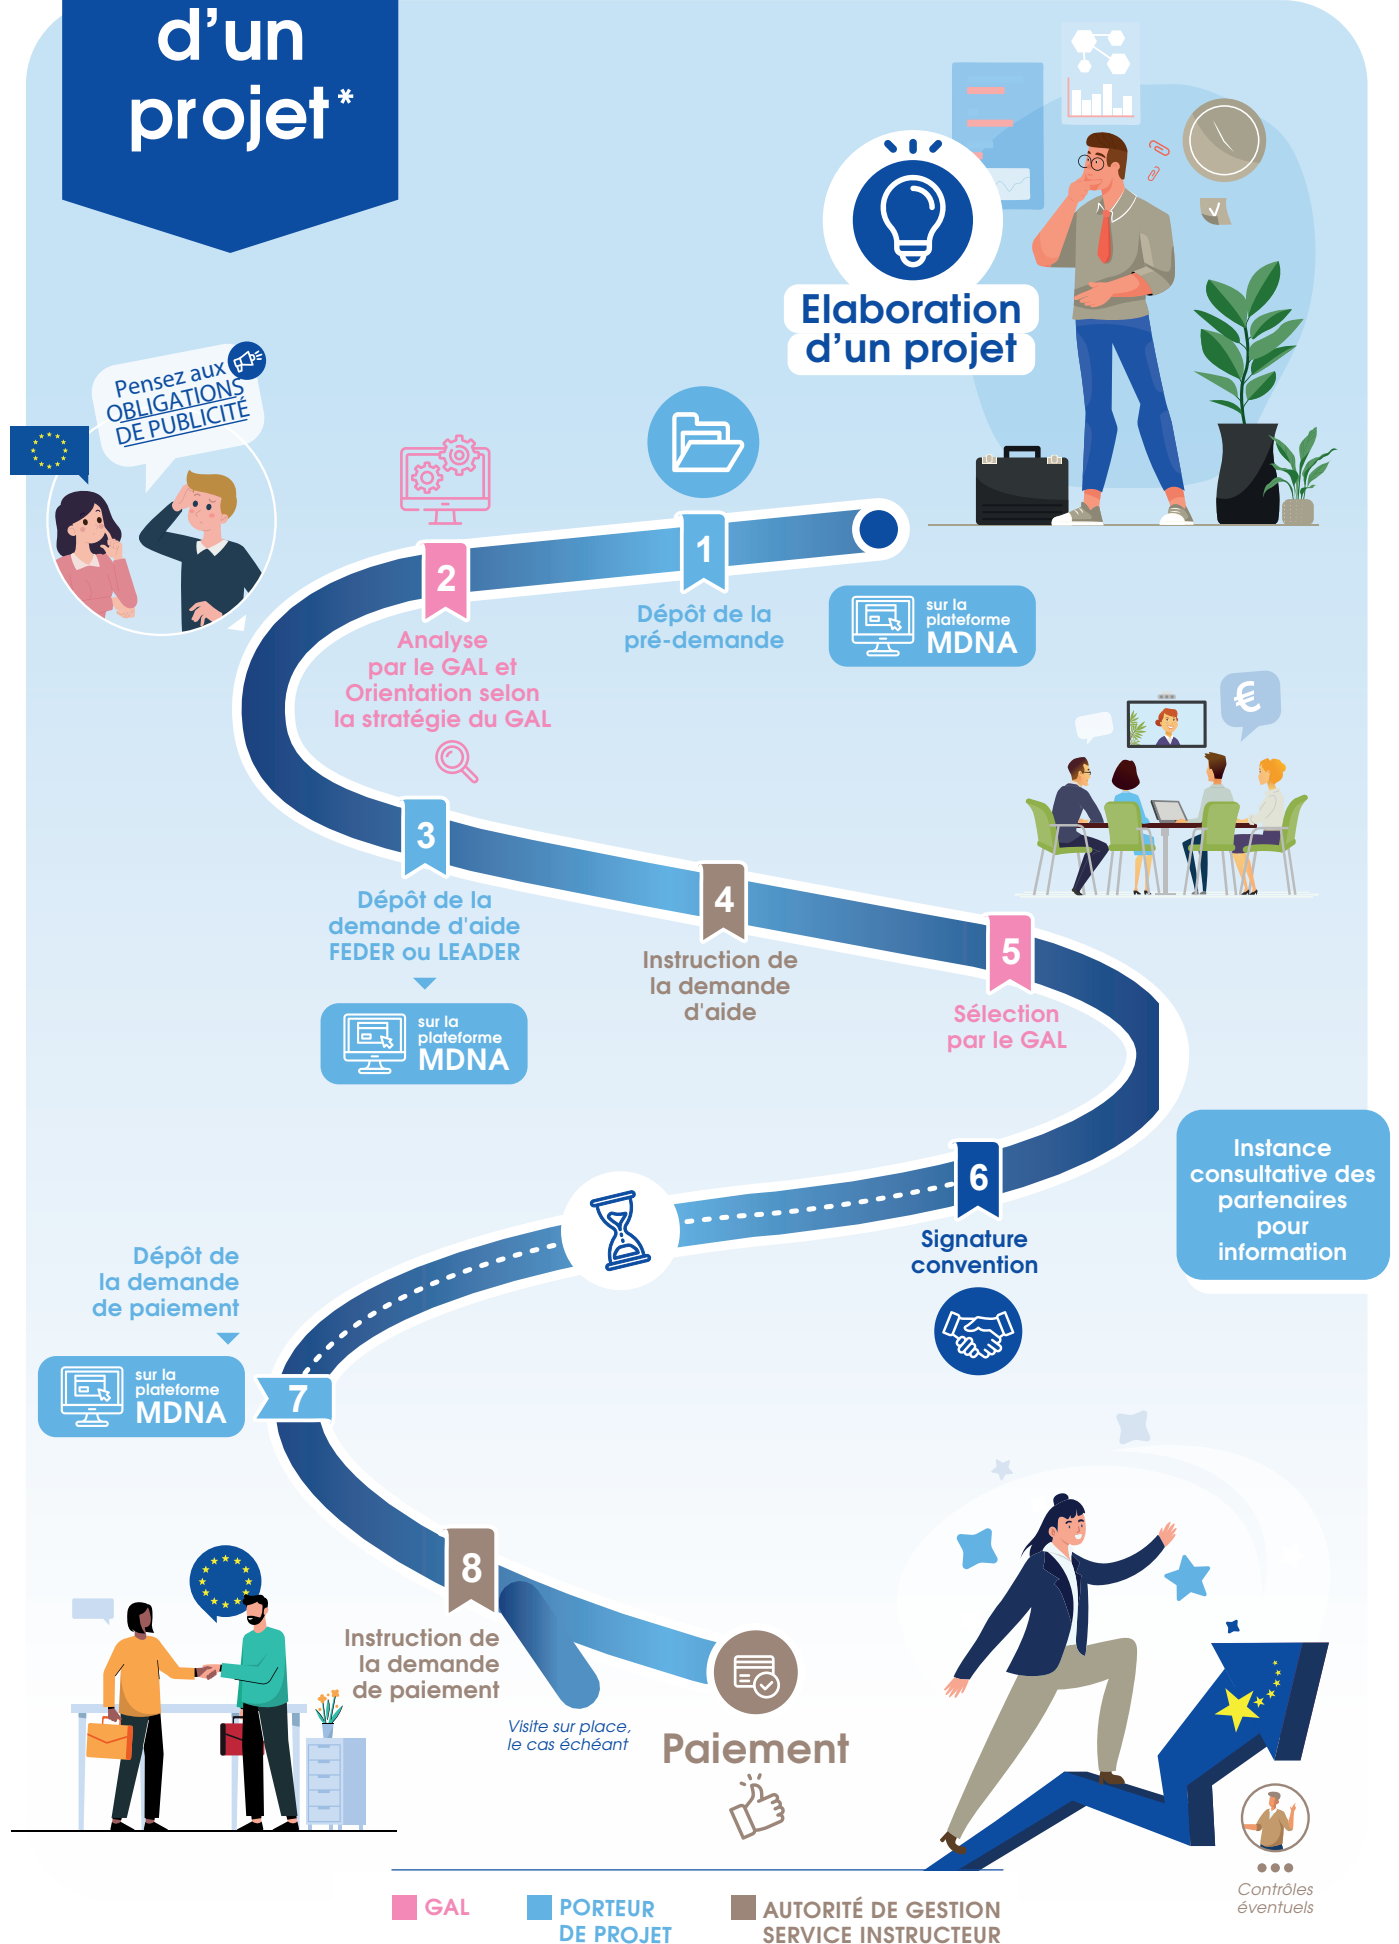 d'un
projet*
Elaboration
d'un projet
Pensez aux
OBLIGATIONS
DE PUBLICITÉ
1
Dépôt de la
pré-demande
sur la
plateforme
MDNA
2
Analyse
par le GAL et
Orientation selon
la stratégie du GAL
€
3
Dépôt de la
demande d'aide
FEDER ou LEADER
sur la
plateforme
MDNA
4
Instruction de
la demande
d'aide
5
Sélection
par le GAL
Instance
consultative des
partenaires
pour
information
6
Signature
convention
Dépôt de
la demande
de paiement
sur la
plateforme
MDNA
7
8
Instruction de
la demande
de paiement
Visite sur place,
le cas échéant
Paiement
Contrôles
éventuels
GAL
PORTEUR
DE PROJET
AUTORITÉ DE GESTION
SERVICE INSTRUCTEUR